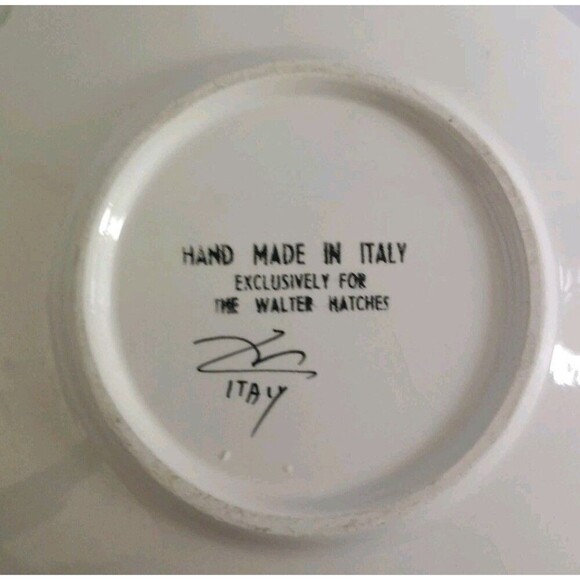 HAND MADE IN ITALY
EXCLUSIVELY FOR
THE WALTER HATCHES
ITALY